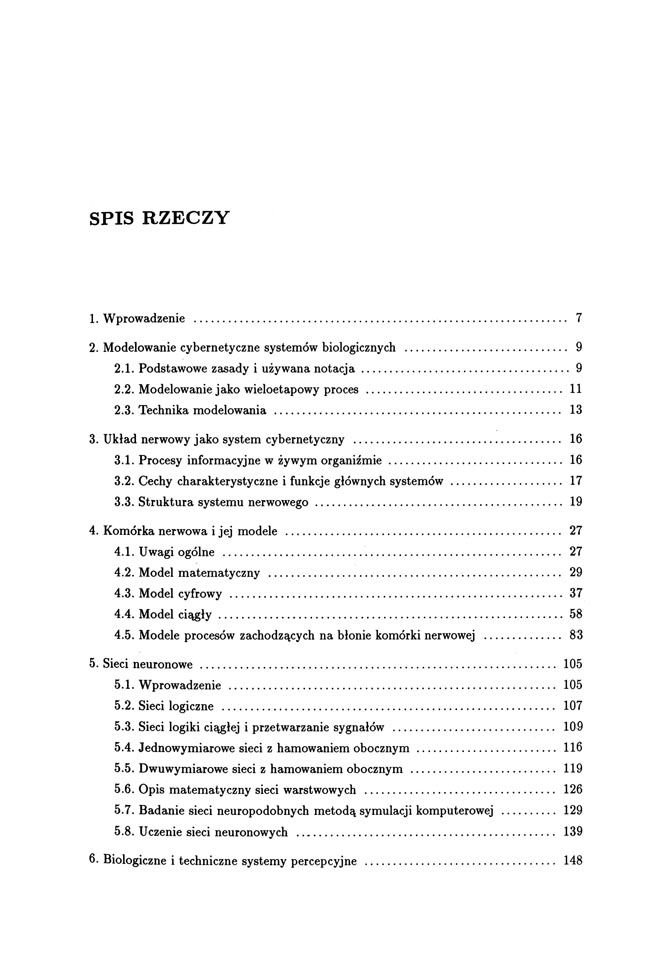 SPIS RZECZY
1. Wprowadzenie ................................................................ 7
2. Modelowanie cybernetyczne systemów biologicznych ............................ 9
2.1. Podstawowe zasady i używana notacja .................................... 9
2.2. Modelowanie jako wieloetapowy proces .................................. 11
2.3. Technika modelowania ................................................. 13
3. Układ nerwowy jako system cybernetyczny .................................... 16
3.1. Procesy informacyjne w żywym organiźmie .............................. 16
3.2. Cechy charakterystyczne i funkcje głównych systemów .................... 17
3.3. Struktura systemu nerwowego ........................................... 19
4. Komórka nerwowa i jej modele ................................................ 27
4.1. Uwagi ogólne ........................................................... 27
4.2. Model matematyczny ................................................... 29
4.3. Model cyfrowy .......................................................... 37
4.4. Model ciągły ............................................................ 58
4.5. Modele procesów zachodzących na błonie komórki nerwowej .............. 83
5. Sieci neuronowe .............................................................. 105
5.1. Wprowadzenie ......................................................... 105
5.2. Sieci logiczne .......................................................... 107
5.3. Sieci logiki ciągłej i przetwarzanie sygnałów ............................ 109
5.4. Jednowymiarowe sieci z hamowaniem obocznym ........................ 116
5.5. Dwuwymiarowe sieci z hamowaniem obocznym ......................... 119
5.6. Opis matematyczny sieci warstwowych ................................. 126
5.7. Badanie sieci neuropodobnych metodą symulacji komputerowej .......... 129
5.8. Uczenie sieci neuronowych ............................................. 139
6. Biologiczne i techniczne systemy percepcyjne ................................. 148